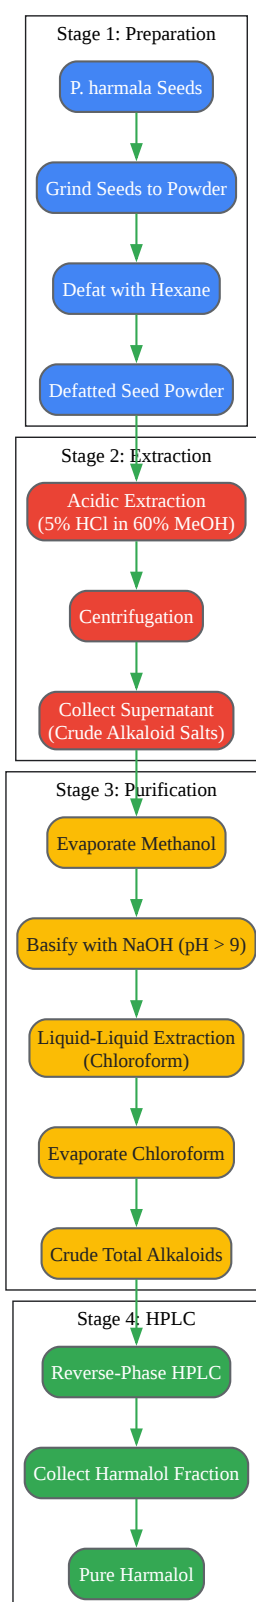 Stage 1: Preparation
P. harmala Seeds
Grind Seeds to Powder
Defat with Hexane
Defatted Seed Powder
Stage 2: Extraction
Acidic Extraction
(5% HCl in 60% MeOH)
Centrifugation
Collect Supernatant
(Crude Alkaloid Salts)
Stage 3: Purification
Evaporate Methanol
Basify with NaOH (pH > 9)
Liquid-Liquid Extraction
(Chloroform)
Evaporate Chloroform
Crude Total Alkaloids
Stage 4: HPLC
Reverse-Phase HPLC
Collect Harmalol Fraction
Pure Harmalol